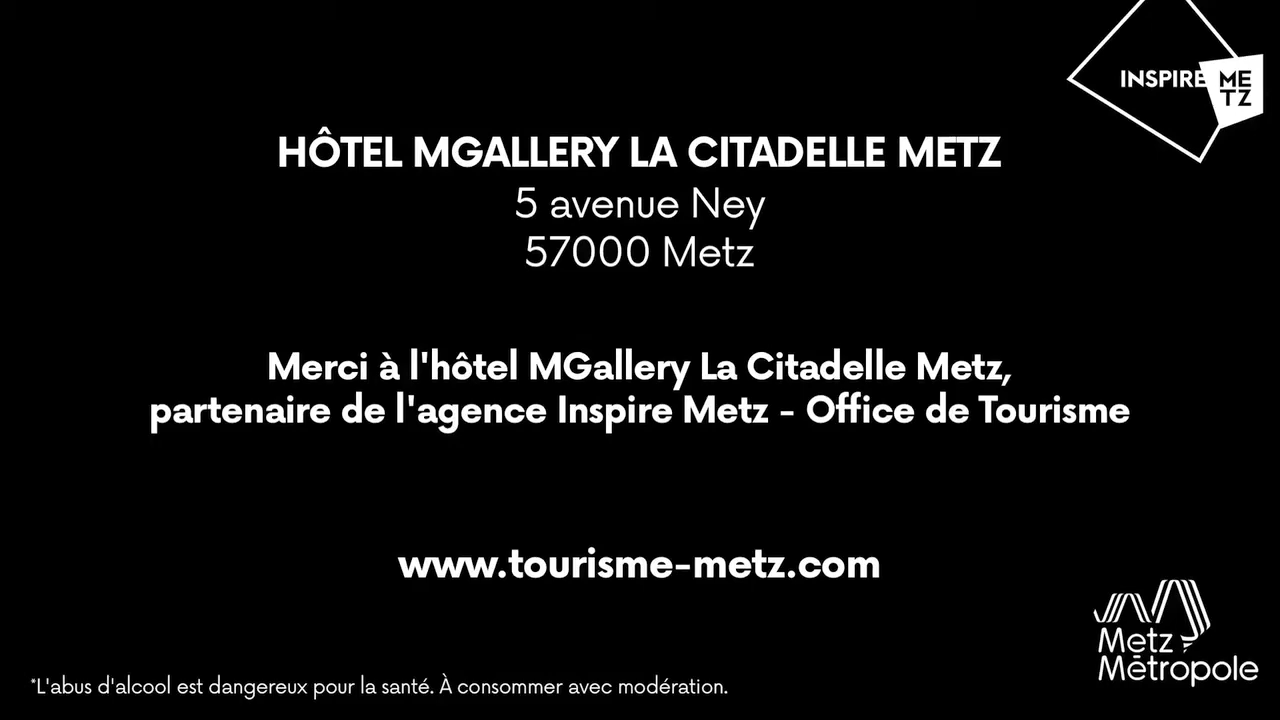 INSPIRE
ME
TZ
HÔTEL MGALLERY LA CITADELLE METZ
5 avenue Ney
57000 Metz
Merci à l'hôtel MGallery La Citadelle Metz,
partenaire de l'agence Inspire Metz - Office de Tourisme
www.tourisme-metz.com
Metz
Métropole
*L'abus d'alcool est dangereux pour la santé. À consommer avec modération.